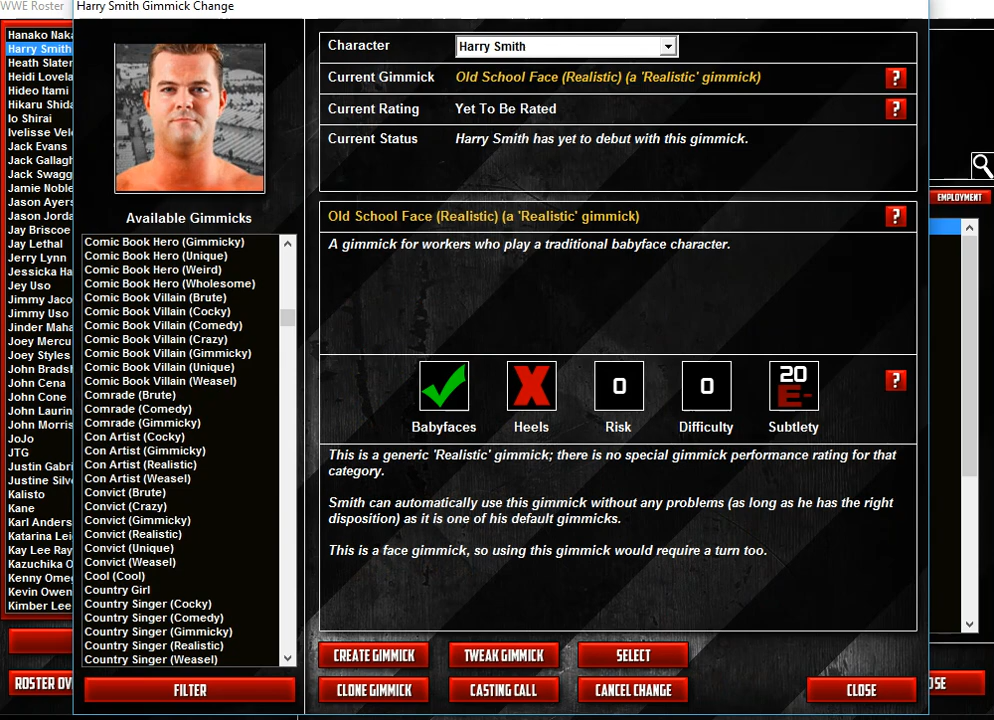 WWE Roster
Harry Smith Gimmick Change
Hanako Naka
Harry Smith
Heath Slater
Heidi Lovela
Hideo Itami
Hikaru Shida
Io Shirai
Ivelisse Vele
Jack Evans
Jack Gallagh
Jack Swagg
Jamie Noble
Jason Ayers
Jason Jorda
Jay Briscoe
Jay Lethal
Jerry Lynn
Jessicka Ha
Jey Uso
Jimmy Jaco
Jimmy Uso
Jinder Maha
Joey Mercu
Joey Styles
John Bradsh
John Cena
John Cone
John Laurin
John Morris
JoJo
JTG
Justin Gabri
Justine Silve
Kalisto
Kane
Karl Anders
Katarina Lei
Kay Lee Ray
Kazuchika O
Kenny Ome
Kevin Owen
Kimber Lee
ROSTER OV
Available Gimmicks
Comic Book Hero (Gimmicky)
Comic Book Hero (Unique)
Comic Book Hero (Weird)
Comic Book Hero (Wholesome)
Comic Book Villain (Brute)
Comic Book Villain (Cocky)
Comic Book Villain (Comedy)
Comic Book Villain (Crazy)
Comic Book Villain (Gimmicky)
Comic Book Villain (Unique)
Comic Book Villain (Weasel)
Comrade (Brute)
Comrade (Comedy)
Comrade (Gimmicky)
Con Artist (Cocky)
Con Artist (Gimmicky)
Con Artist (Realistic)
Con Artist (Weasel)
Convict (Brute)
Convict (Crazy)
Convict (Gimmicky)
Convict (Realistic)
Convict (Unique)
Convict (Weasel)
Cool (Cool)
Country Girl
Country Singer (Cocky)
Country Singer (Comedy)
Country Singer (Gimmicky)
Country Singer (Realistic)
Country Singer (Weasel)
FILTER
Character Harry Smith
Current Gimmick Old School Face (Realistic) (a 'Realistic' gimmick) ?
Current Rating Yet To Be Rated ?
Current Status Harry Smith has yet to debut with this gimmick.
Old School Face (Realistic) (a 'Realistic' gimmick) ?
A gimmick for workers who play a traditional babyface character.
0 0 20 ?
E-
Babyfaces Heels Risk Difficulty Subtlety
This is a generic 'Realistic' gimmick; there is no special gimmick performance rating for that
category.
Smith can automatically use this gimmick without any problems (as long as he has the right
disposition) as it is one of his default gimmicks.
This is a face gimmick, so using this gimmick would require a turn too.
CREATE GIMMICK TWEAK GIMMICK SELECT
CLONE GIMMICK CASTING CALL CANCEL CHANGE CLOSE
EMPLOYMENT
OSE